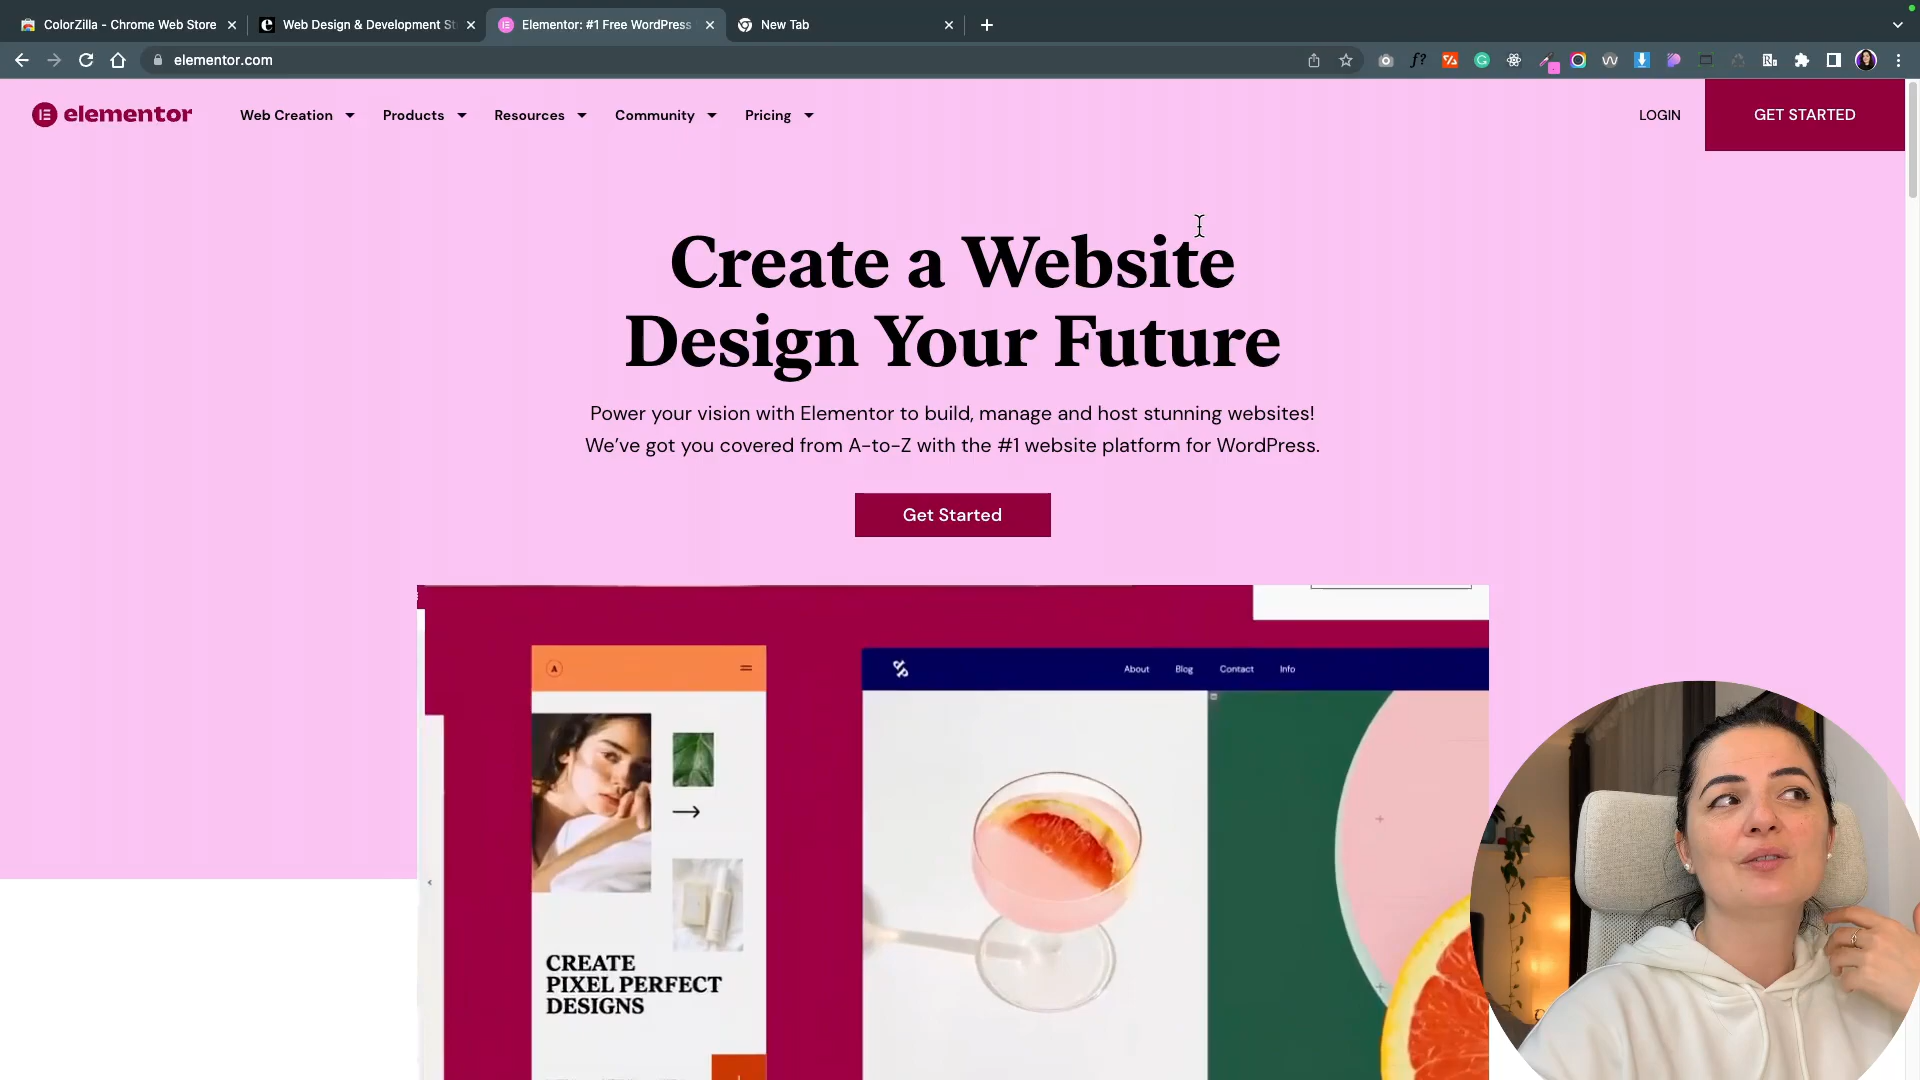 ColorZilla - Chrome Web Store
Web Design & Development St
Elementor: #1 Free WordPress
New Tab
elementor.com
elementor
Web Creation
Products
Resources
Community
Pricing
LOGIN
GET STARTED
Create a Website
Design Your Future
Power your vision with Elementor to build, manage and host stunning websites!
We've got you covered from A-to-Z with the #1 website platform for WordPress.
Get Started
A
About
Blog
Contact
Info
CREATE
PIXEL PERFECT
DESIGNS